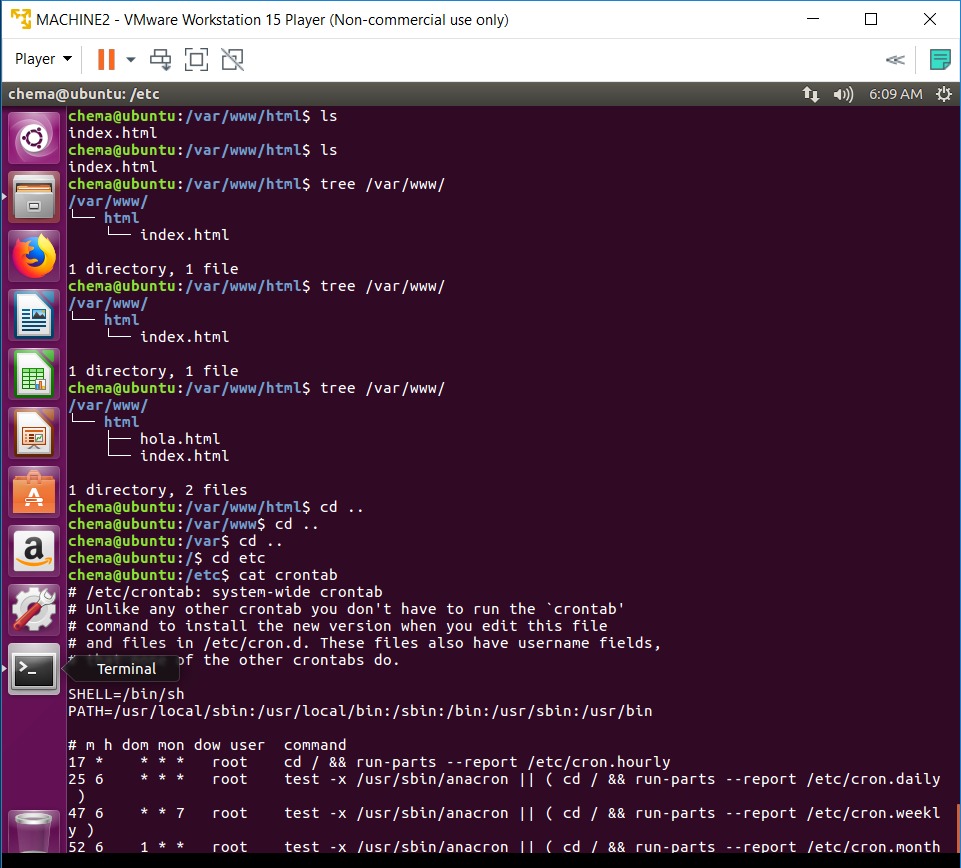 MACHINE2 - VMware Workstation 15 Player (Non-commercial use only)
Player
chema@ubuntu: /etc
6:09 AM
chema@ubuntu:/var/www/html$ ls
index.html
chema@ubuntu:/var/www/html$ ls
index.html
chema@ubuntu:/var/www/html$ tree /var/www/
/var/www/
└── html
    └── index.html
1 directory, 1 file
chema@ubuntu:/var/www/html$ tree /var/www/
/var/www/
└── html
    └── index.html
1 directory, 1 file
chema@ubuntu:/var/www/html$ tree /var/www/
/var/www/
└── html
    ├── hola.html
    └── index.html
1 directory, 2 files
chema@ubuntu:/var/www/html$ cd ..
chema@ubuntu:/var/www$ cd ..
chema@ubuntu:/var$ cd ..
chema@ubuntu:/$ cd etc
chema@ubuntu:/etc$ cat crontab
# /etc/crontab: system-wide crontab
# Unlike any other crontab you don't have to run the `crontab'
# command to install the new version when you edit this file
# and files in /etc/cron.d. These files also have username fields,
# of the other crontabs do.
Terminal
SHELL=/bin/sh
PATH=/usr/local/sbin:/usr/local/bin:/sbin:/bin:/usr/sbin:/usr/bin
# m h dom mon dow user  command
17 *    * * *   root    cd / && run-parts --report /etc/cron.hourly
25 6    * * *   root    test -x /usr/sbin/anacron || ( cd / && run-parts --report /etc/cron.daily
 )
47 6    * * 7   root    test -x /usr/sbin/anacron || ( cd / && run-parts --report /etc/cron.weekl
y )
52 6    1 * *   root    test -x /usr/sbin/anacron || ( cd / && run-parts --report /etc/cron.month